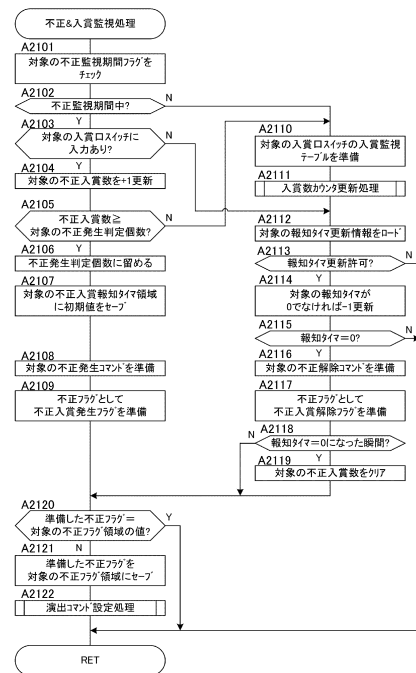 不正&入賞監視処理
A2101
対象の不正監視期間フラグを
チェック
A2102
不正監視期間中?
N
Y
A2103
対象の入賞口スイッチに
入力あり?
N
Y
A2104
対象の不正入賞数を+1更新
A2105
不正入賞数≧
対象の不正発生判定個数?
N
Y
A2106
不正発生判定個数に留める
A2107
対象の不正入賞報知タイマ領域
に初期値をセーブ
A2108
対象の不正発生コマンドを準備
A2109
不正フラグとして
不正入賞発生フラグを準備
A2110
対象の入賞口スイッチの入賞監視
テーブルを準備
A2111
入賞数カウンタ更新処理
A2112
対象の報知タイマ更新情報をロード
A2113
報知タイマ更新許可?
N
Y
A2114
対象の報知タイマが
0でなければ-1更新
A2115
報知タイマ=0?
N
Y
A2116
対象の不正解除コマンドを準備
A2117
不正フラグとして
不正入賞解除フラグを準備
A2118
報知タイマ=0になった瞬間?
N
Y
A2119
対象の不正入賞数をクリア
A2120
準備した不正フラグ=
対象の不正フラグ領域の値?
Y
N
A2121
準備した不正フラグを
対象の不正フラグ領域にセーブ
A2122
演出コマンド設定処理
RET